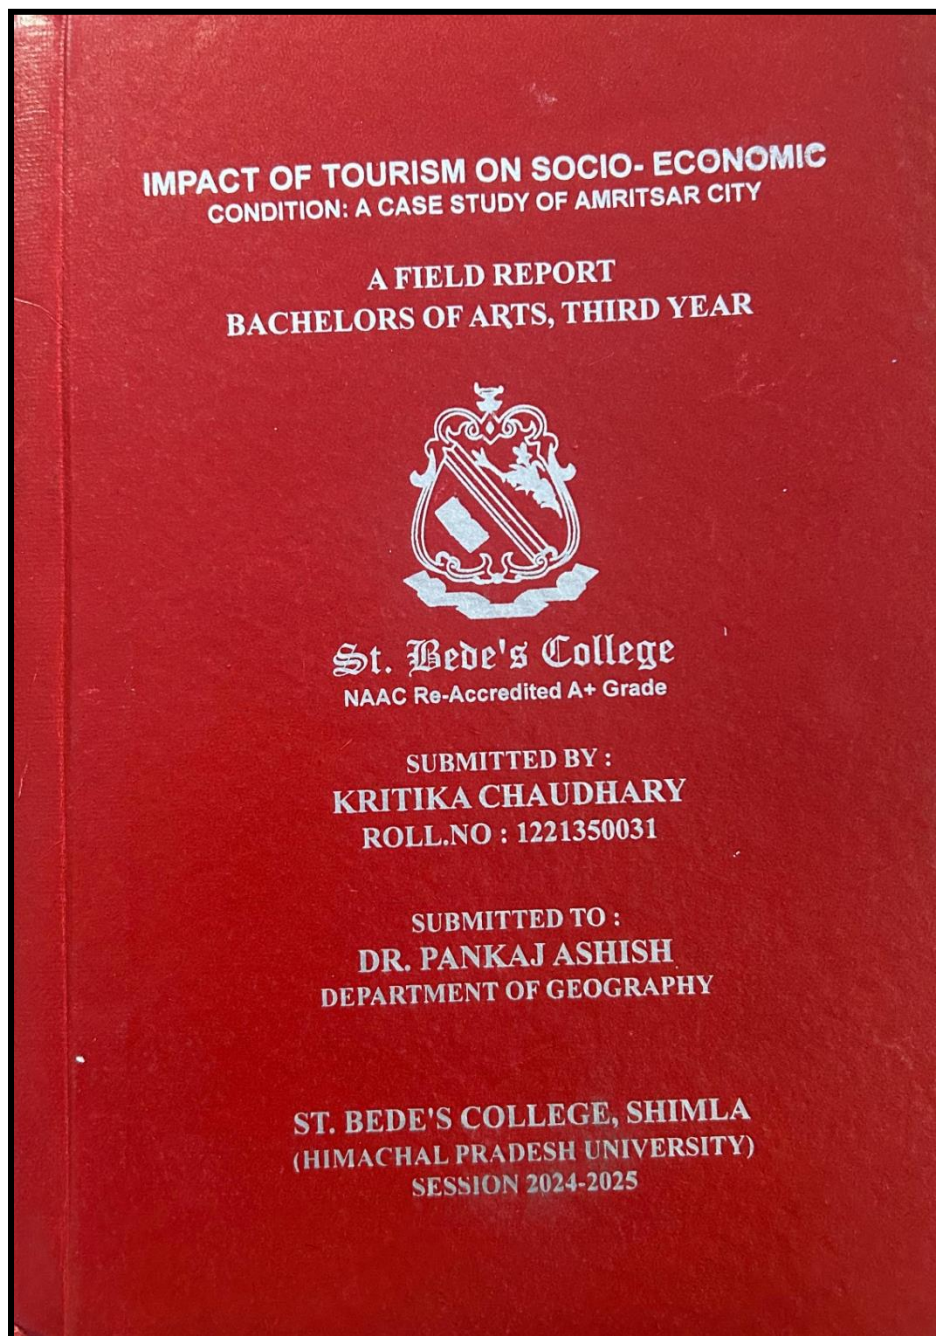 IMPACT OF TOURISM ON SOCIO- ECONOMIC
CONDITION: A CASE STUDY OF AMRITSAR CITY
A FIELD REPORT
BACHELORS OF ARTS, THIRD YEAR
St. Bede's College
NAAC Re-Accredited A+ Grade
SUBMITTED BY :
KRITIKA CHAUDHARY
ROLL.NO : 1221350031
SUBMITTED TO :
DR. PANKAJ ASHISH
DEPARTMENT OF GEOGRAPHY
ST. BEDE'S COLLEGE, SHIMLA
(HIMACHAL PRADESH UNIVERSITY)
SESSION 2024-2025